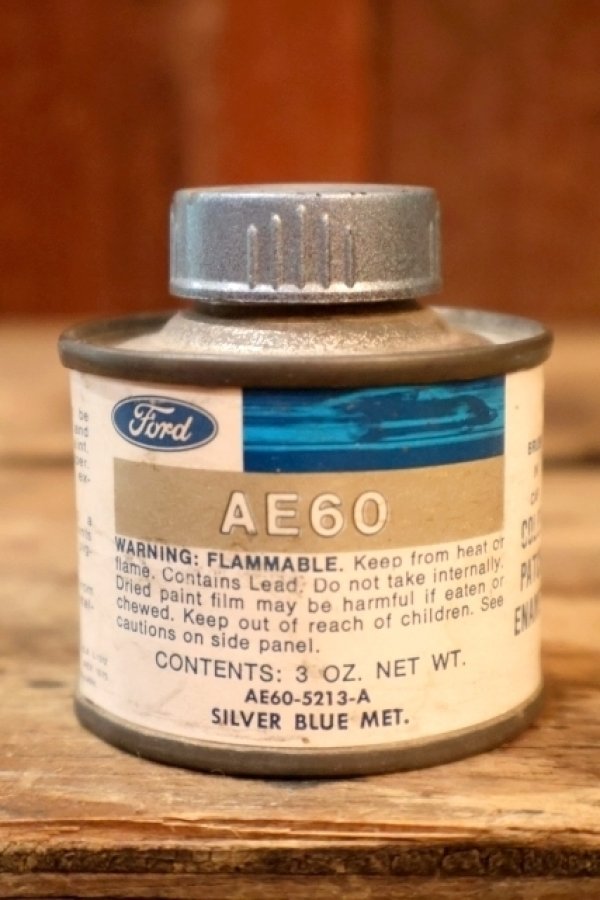 Ford
AE60
WARNING: FLAMMABLE. Keep from heat or
flame. Contains Lead. Do not take internally.
Dried paint film may be harmful if eaten or
chewed. Keep out of reach of children. See
cautions on side panel.
CONTENTS: 3 OZ. NET WT.
AE60-5213-A
SILVER BLUE MET.
be
and
a